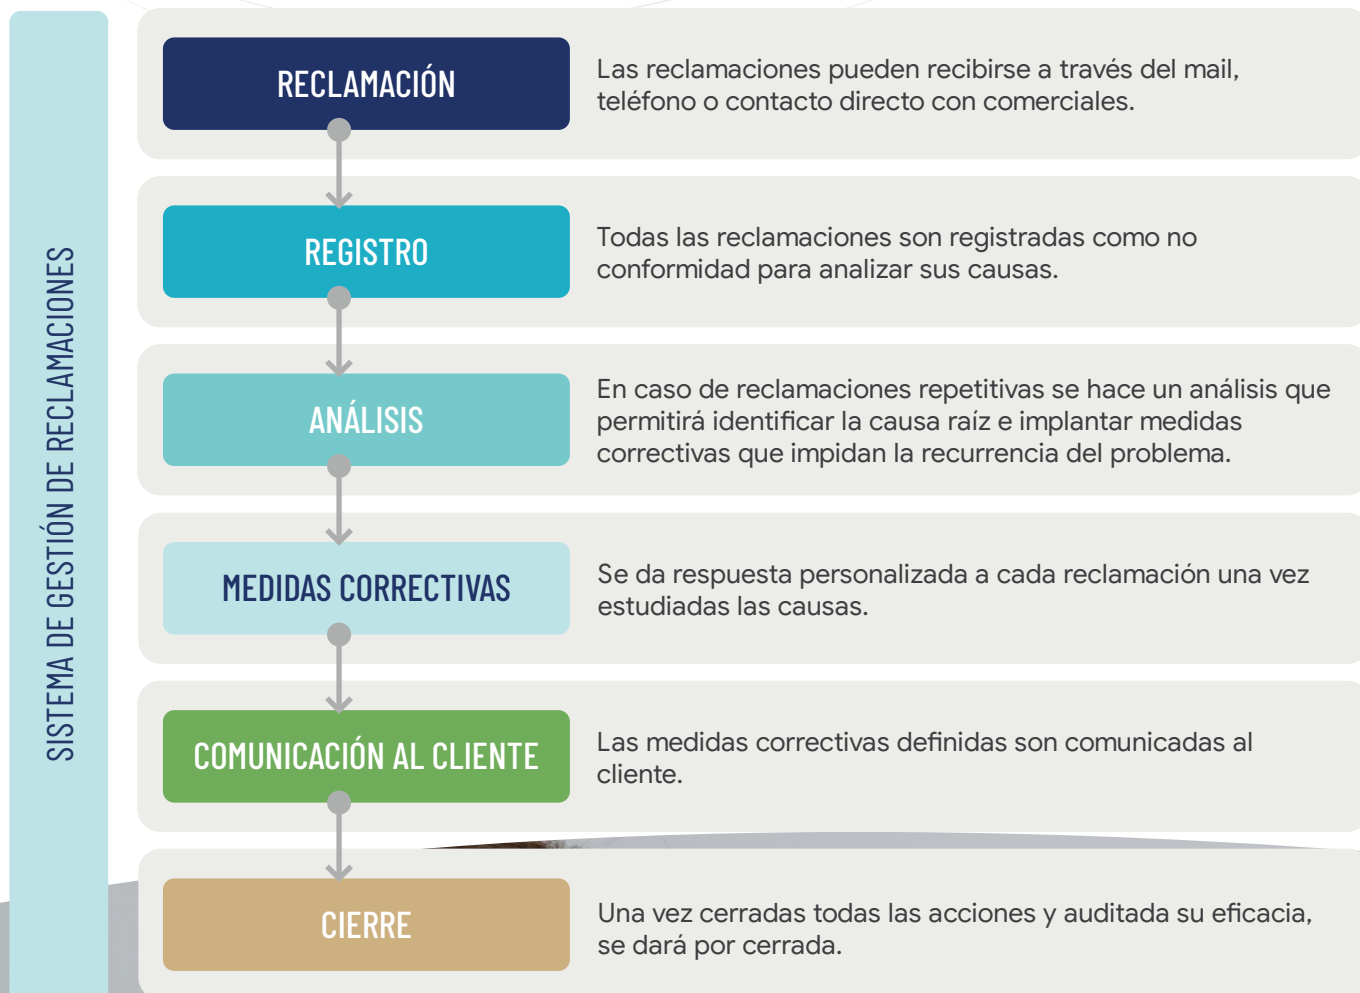 SISTEMA DE GESTIÓN DE RECLAMACIONES
RECLAMACIÓN
Las reclamaciones pueden recibirse a través del mail,
teléfono o contacto directo con comerciales.
REGISTRO
Todas las reclamaciones son registradas como no
conformidad para analizar sus causas.
ANÁLISIS
En caso de reclamaciones repetitivas se hace un análisis que
permitirá identificar la causa raíz e implantar medidas
correctivas que impidan la recurrencia del problema.
MEDIDAS CORRECTIVAS
Se da respuesta personalizada a cada reclamación una vez
estudiadas las causas.
COMUNICACIÓN AL CLIENTE
Las medidas correctivas definidas son comunicadas al
cliente.
CIERRE
Una vez cerradas todas las acciones y auditada su eficacia,
se dará por cerrada.